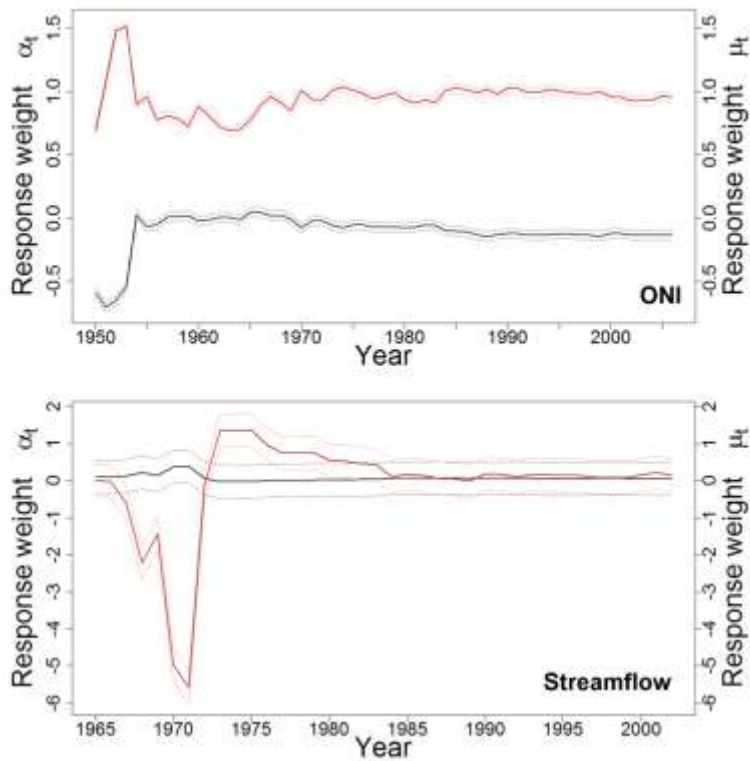 Response weight αt
1.5
1.0
0.5
0.0
-0.5
Response weight μt
1.5
1.0
0.5
0.0
-0.5
ONI
1950 1960 1970 1980 1990 2000
Year
Response weight αt
2
1
0
-1
-2
-3
-4
-5
-6
Response weight μt
2
1
0
-1
-2
-3
-4
-5
-6
Streamflow
1965 1970 1975 1980 1985 1990 1995 2000
Year